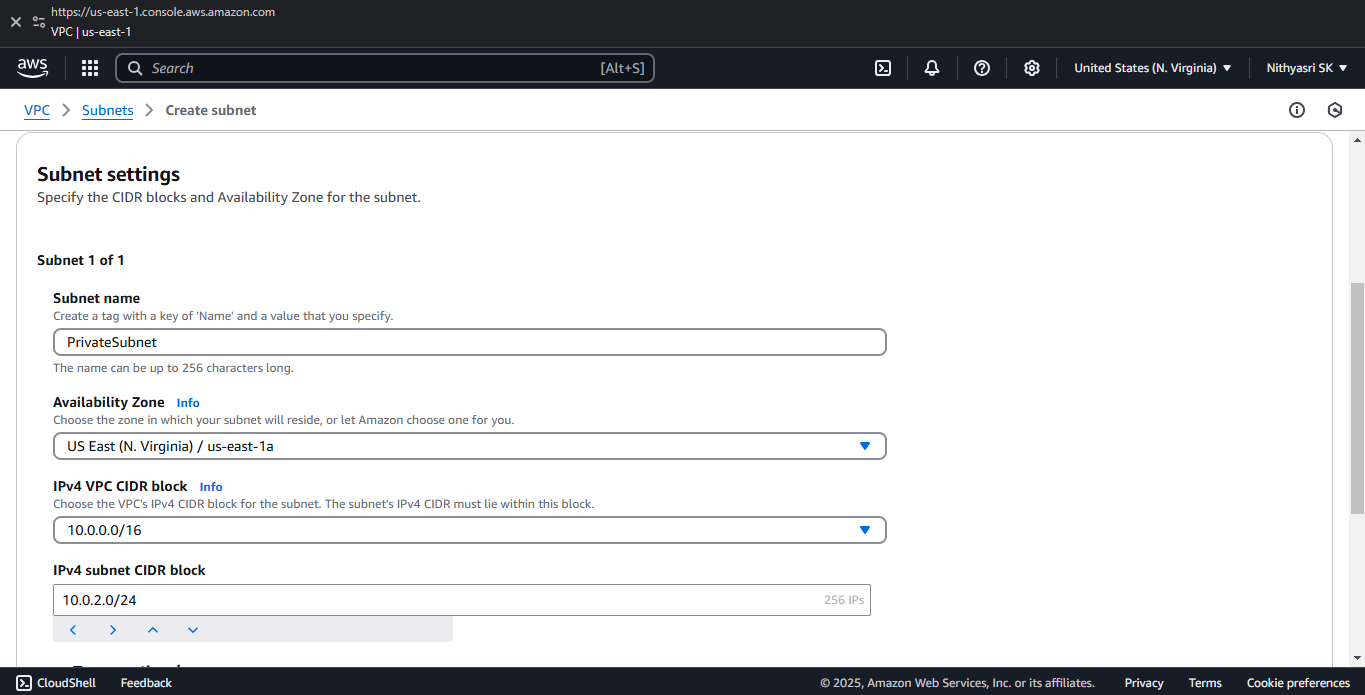 https://us-east-1.console.aws.amazon.com
VPC | us-east-1
aws
Search
[Alt+S]
United States (N. Virginia)
Nithyasri SK
VPC
Subnets
Create subnet
Subnet settings
Specify the CIDR blocks and Availability Zone for the subnet.
Subnet 1 of 1
Subnet name
Create a tag with a key of 'Name' and a value that you specify.
PrivateSubnet
The name can be up to 256 characters long.
Availability Zone Info
Choose the zone in which your subnet will reside, or let Amazon choose one for you.
US East (N. Virginia) / us-east-1a
IPv4 VPC CIDR block Info
Choose the VPC's IPv4 CIDR block for the subnet. The subnet's IPv4 CIDR must lie within this block.
10.0.0.0/16
IPv4 subnet CIDR block
10.0.2.0/24
256 IPs
CloudShell
Feedback
© 2025, Amazon Web Services, Inc. or its affiliates.
Privacy
Terms
Cookie preferences